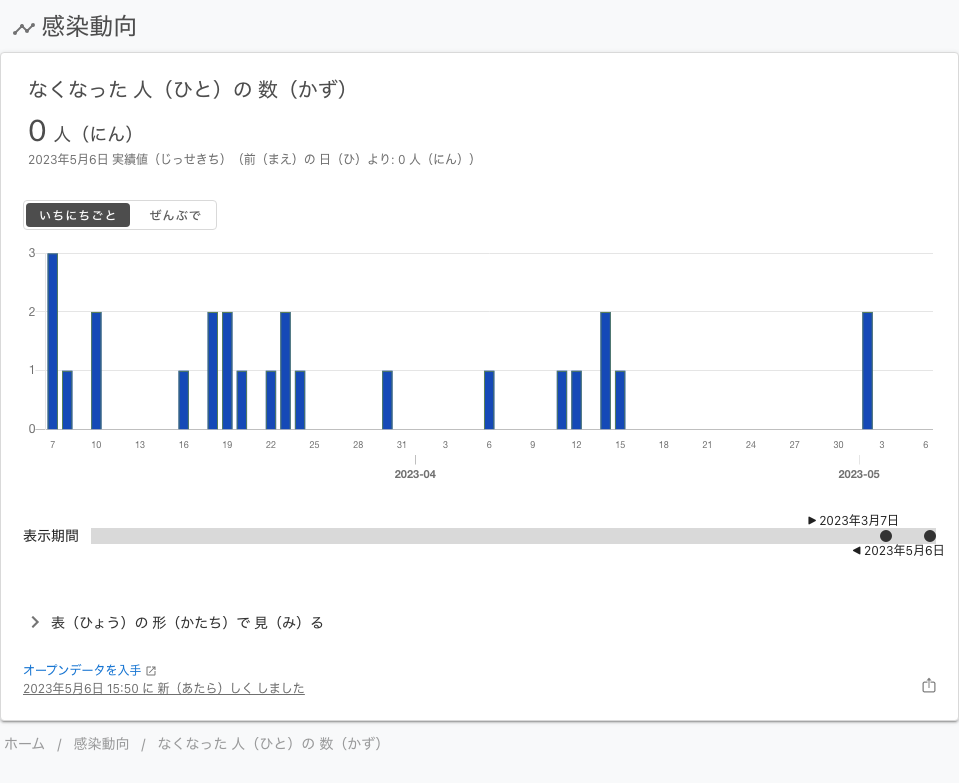 感染動向
なくなった 人（ひと）の 数（かず）
0 人（にん）
2023年5月6日 実績値（じっせきち）（前（まえ）の 日（ひ）より: 0 人（にん））
いちにちごと ぜんぶで
3
2
1
0
7 10 13 16 19 22 25 28 31 3 6 9 12 15 18 21 24 27 30 3 6
2023-04 2023-05
2023年3月7日
表示期間
2023年5月6日
表（ひょう）の 形（かたち）で 見（み）る
オープンデータを入手
2023年5月6日 15:50 に 新（あたら）しく しました
ホーム / 感染動向 / なくなった 人（ひと）の 数（かず）